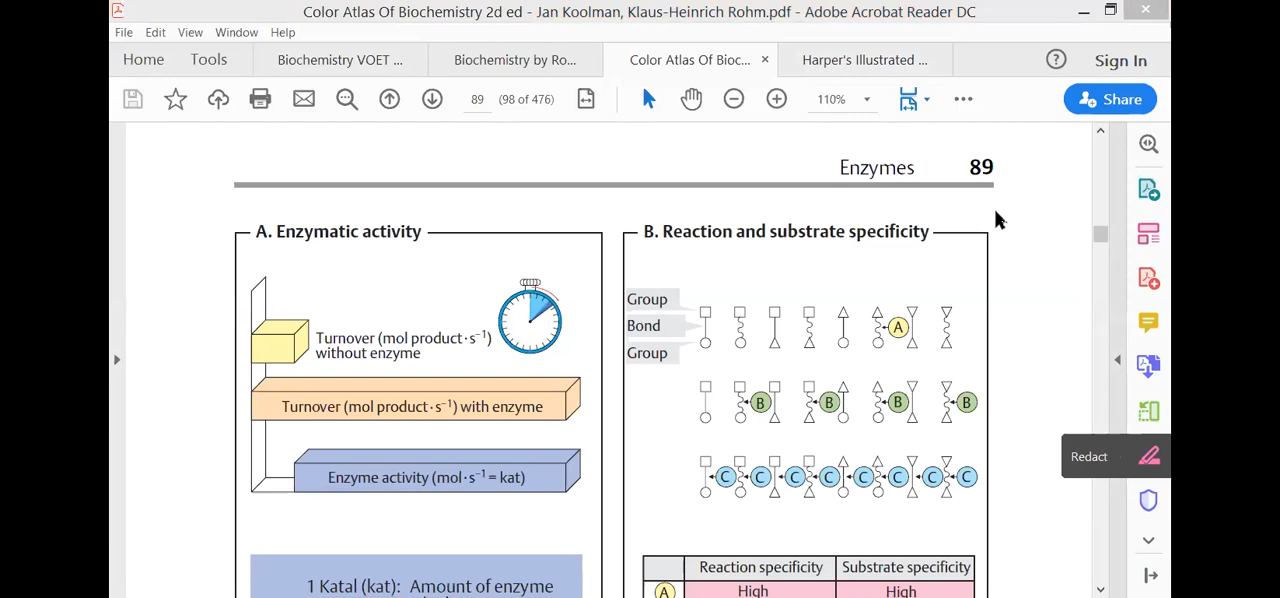 Color Atlas Of Biochemistry 2d ed - Jan Koolman, Klaus-Heinrich Rohm.pdf - Adobe Acrobat Reader DC
File Edit View Window Help
Home Tools Biochemistry VOET ... Biochemistry by Ro... Color Atlas Of Bioc... × Harper's Illustrated ... ? Sign In
89 (98 of 476) 110% Share
Enzymes 89
A. Enzymatic activity
Turnover (mol product·s⁻¹)
without enzyme
Turnover (mol product·s⁻¹) with enzyme
Enzyme activity (mol·s⁻¹ = kat)
1 Katal (kat): Amount of enzyme
B. Reaction and substrate specificity
Group
Bond
Group
A
B B B B
C C C C C C C C
Reaction specificity Substrate specificity
A High High
Redact